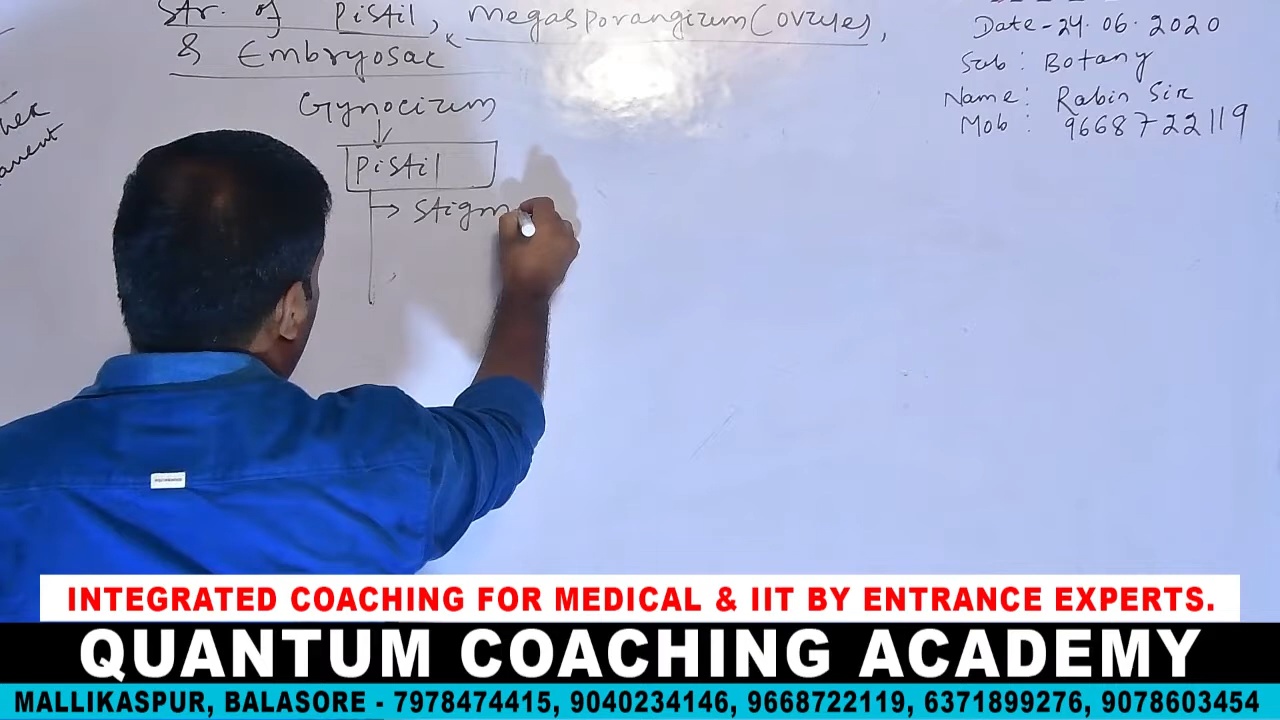 Str. of Pistil, Megasporangium (ovules),
& Embryosac
Date-24.06.2020
Sub: Botany
Name: Rabin Sir
Mob: 9668722119
Gynocium
Pistil
Stigm
INTEGRATED COACHING FOR MEDICAL & IIT BY ENTRANCE EXPERTS.
QUANTUM COACHING ACADEMY
MALLIKASPUR, BALASORE - 7978474415, 9040234146, 9668722119, 6371899276, 9078603454